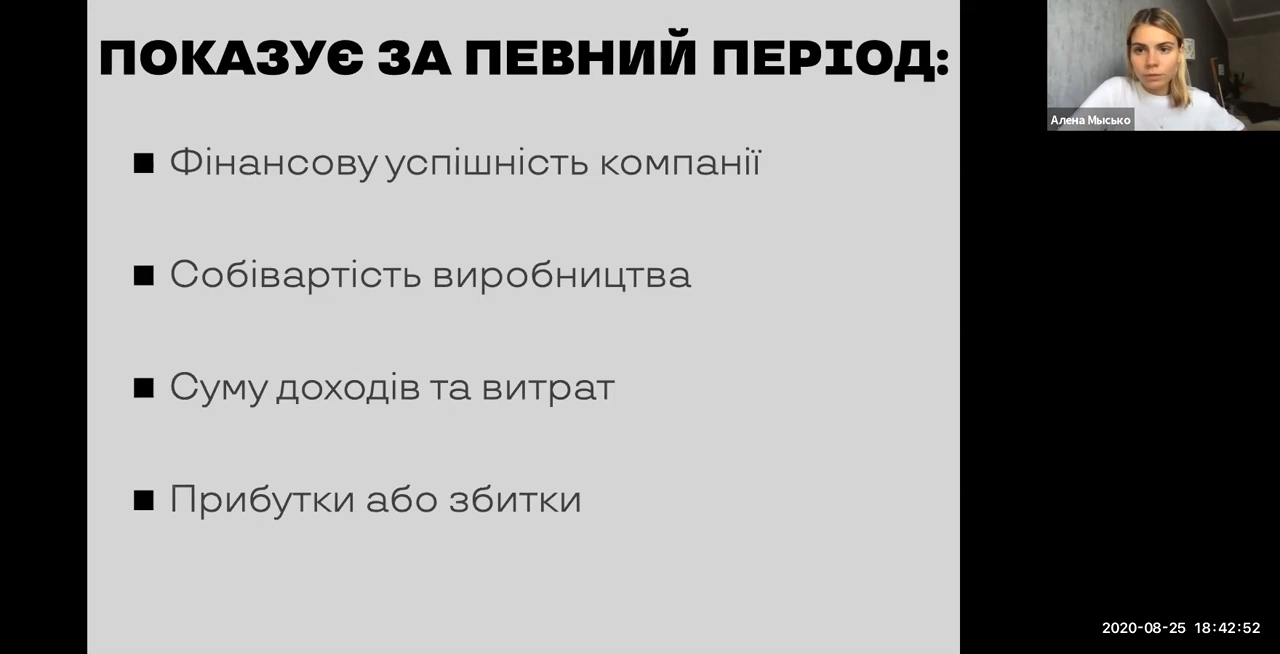 ПОКАЗУЄ ЗА ПЕВНИЙ ПЕРІОД:
Фінансову успішність компанії
Собівартість виробництва
Суму доходів та витрат
Прибутки або збитки
Алена Мысько
2020-08-25 18:42:52